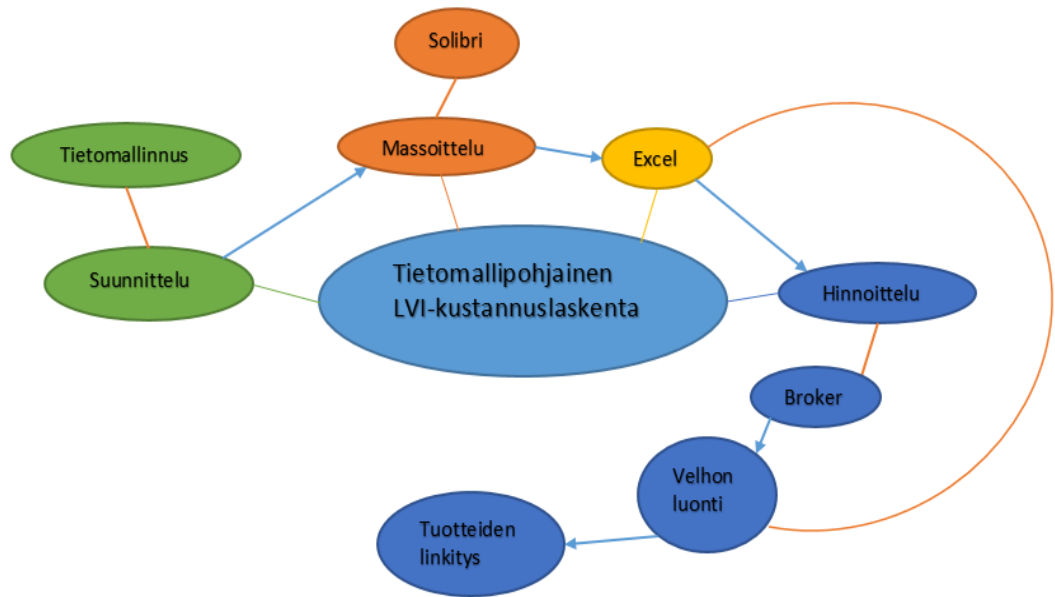 Solibri
Massoittelu
Excel
Tietomallinnus
Suunnittelu
Tietomallipohjainen
LVI-kustannuslaskenta
Hinnoittelu
Broker
Velhon
luonti
Tuotteiden
linkitys